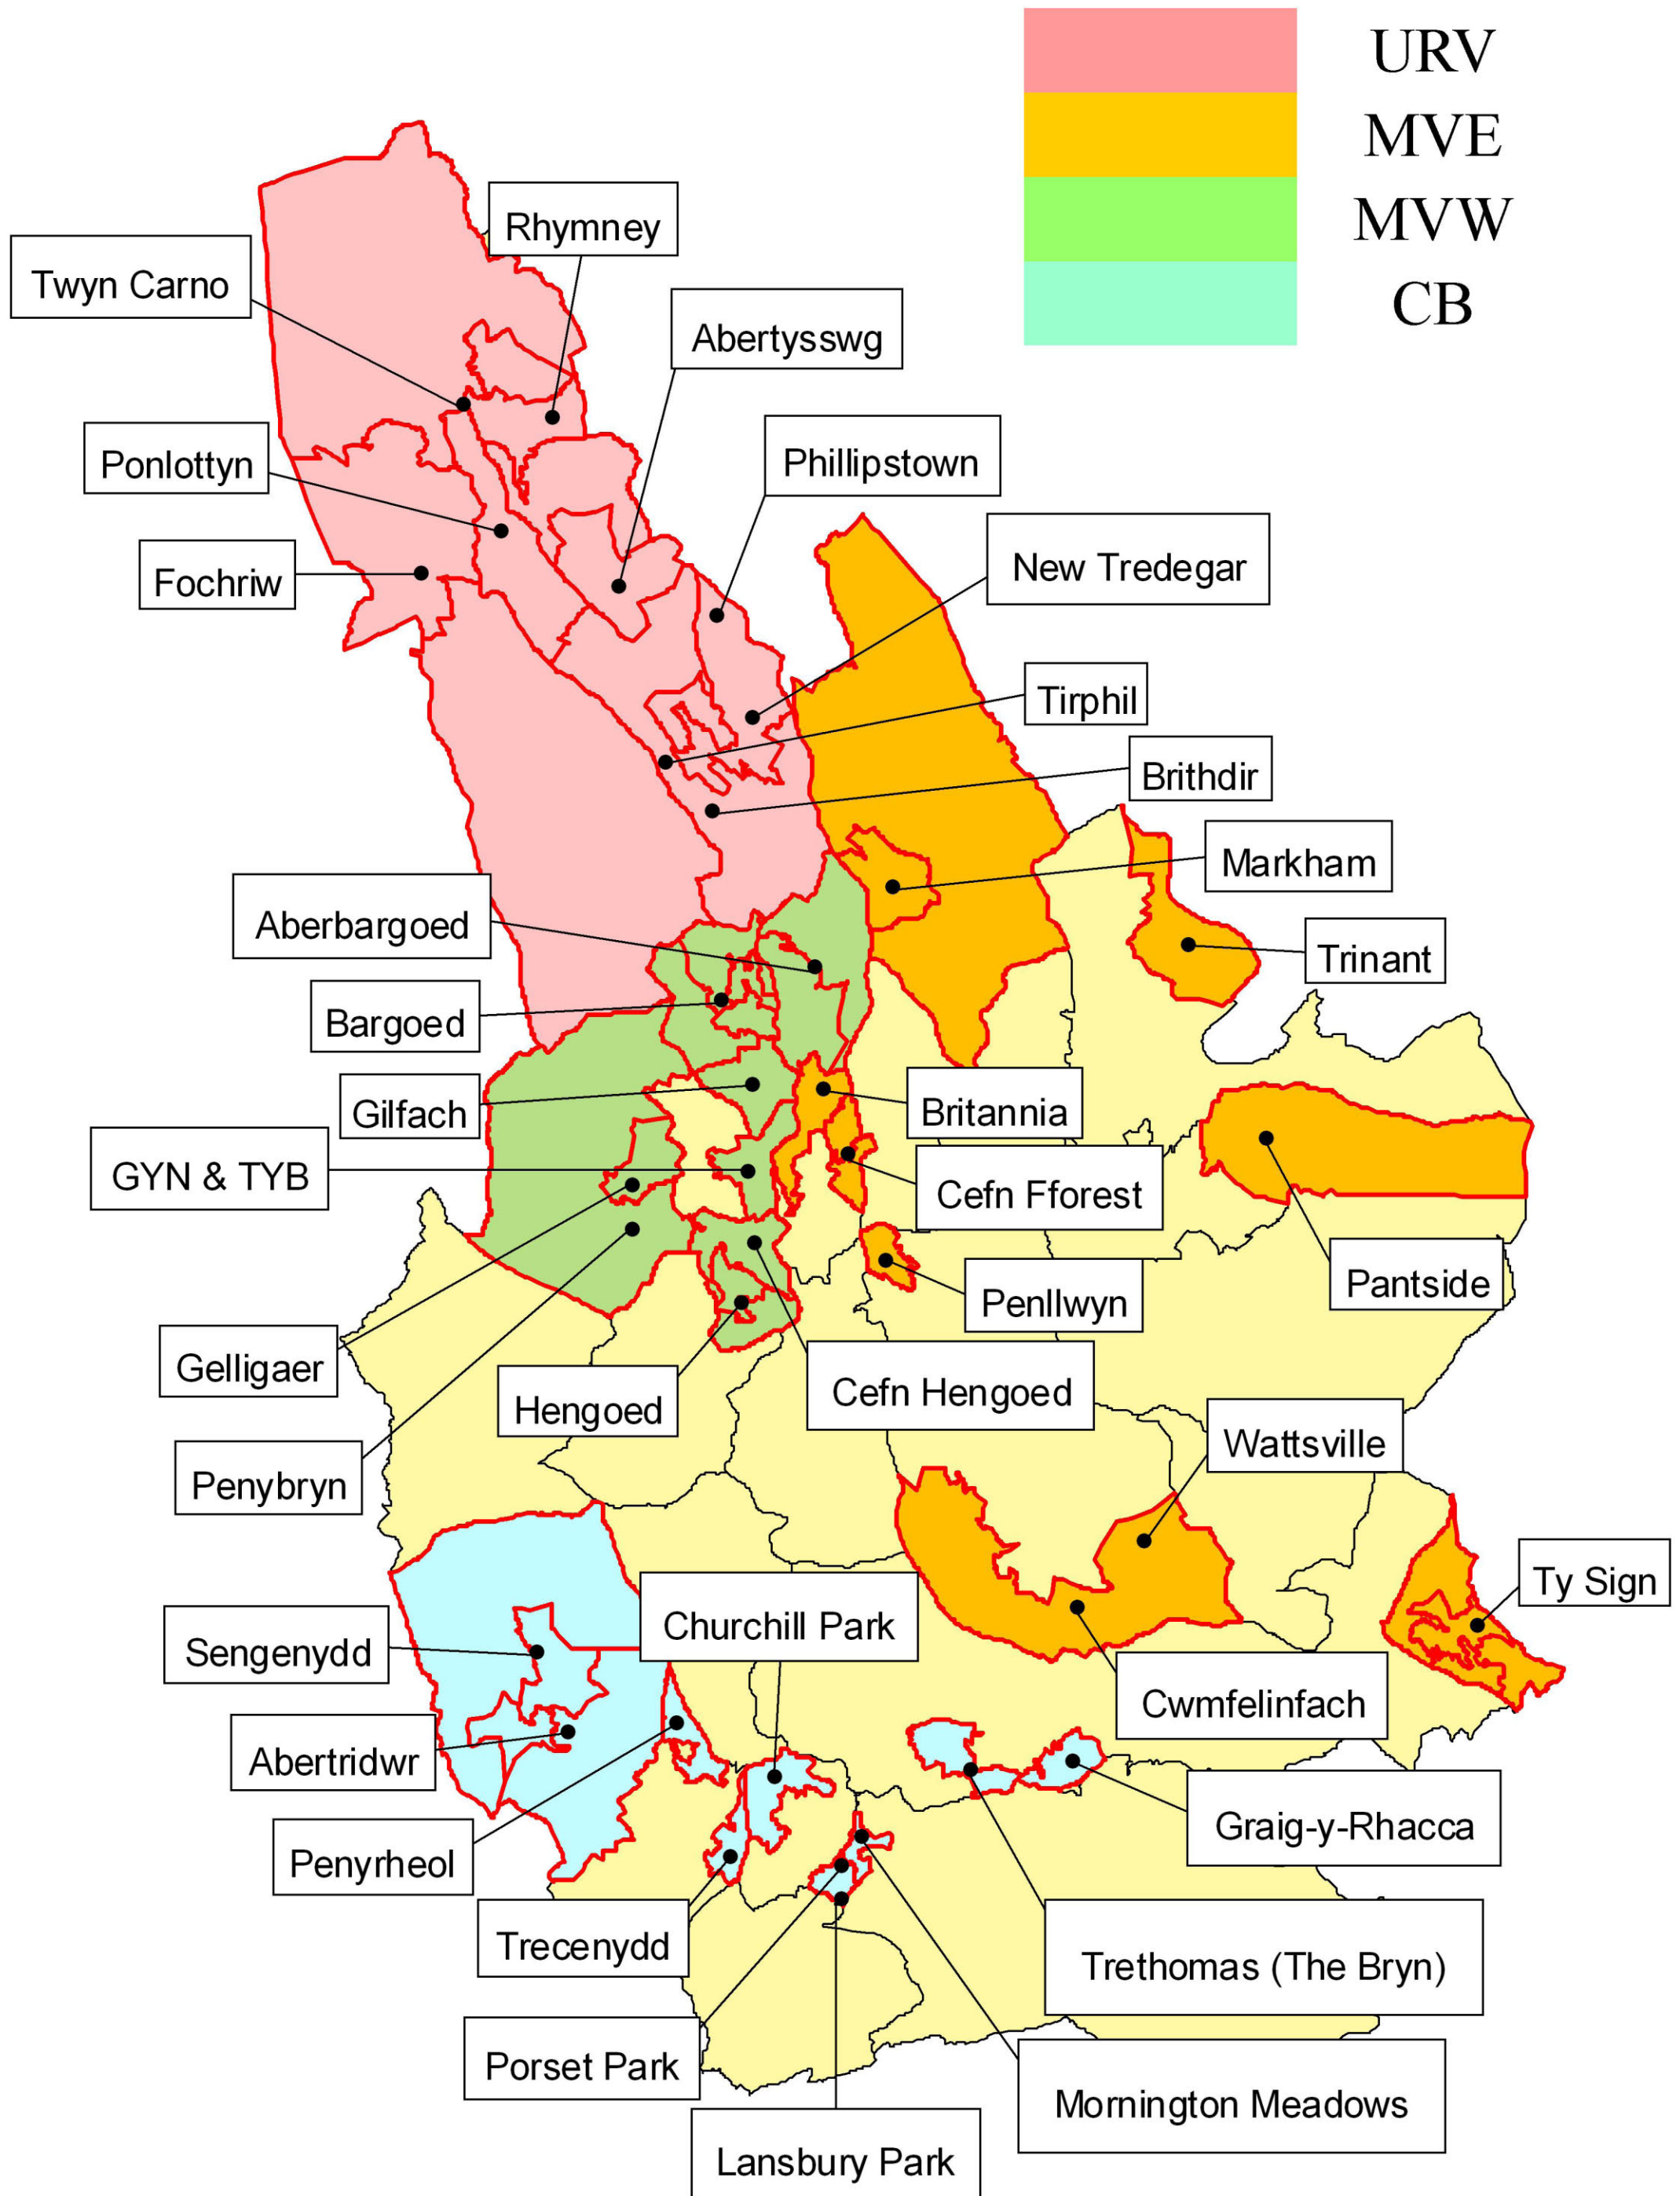 URV
MVE
MVW
CB
Rhymney
Twyn Carno
Abertysswg
Phillipstown
Ponlottyn
New Tredegar
Fochriw
Tirphil
Brithdir
Markham
Aberbargoed
Trinant
Bargoed
Gilfach
Britannia
GYN & TYB
Cefn Fforest
Pantside
Penllwyn
Gelligaer
Cefn Hengoed
Hengoed
Wattsville
Penybryn
Ty Sign
Churchill Park
Sengenydd
Cwmfelinfach
Abertridwr
Graig-y-Rhacca
Penyrheol
Trecenydd
Trethomas (The Bryn)
Porset Park
Mornington Meadows
Lansbury Park